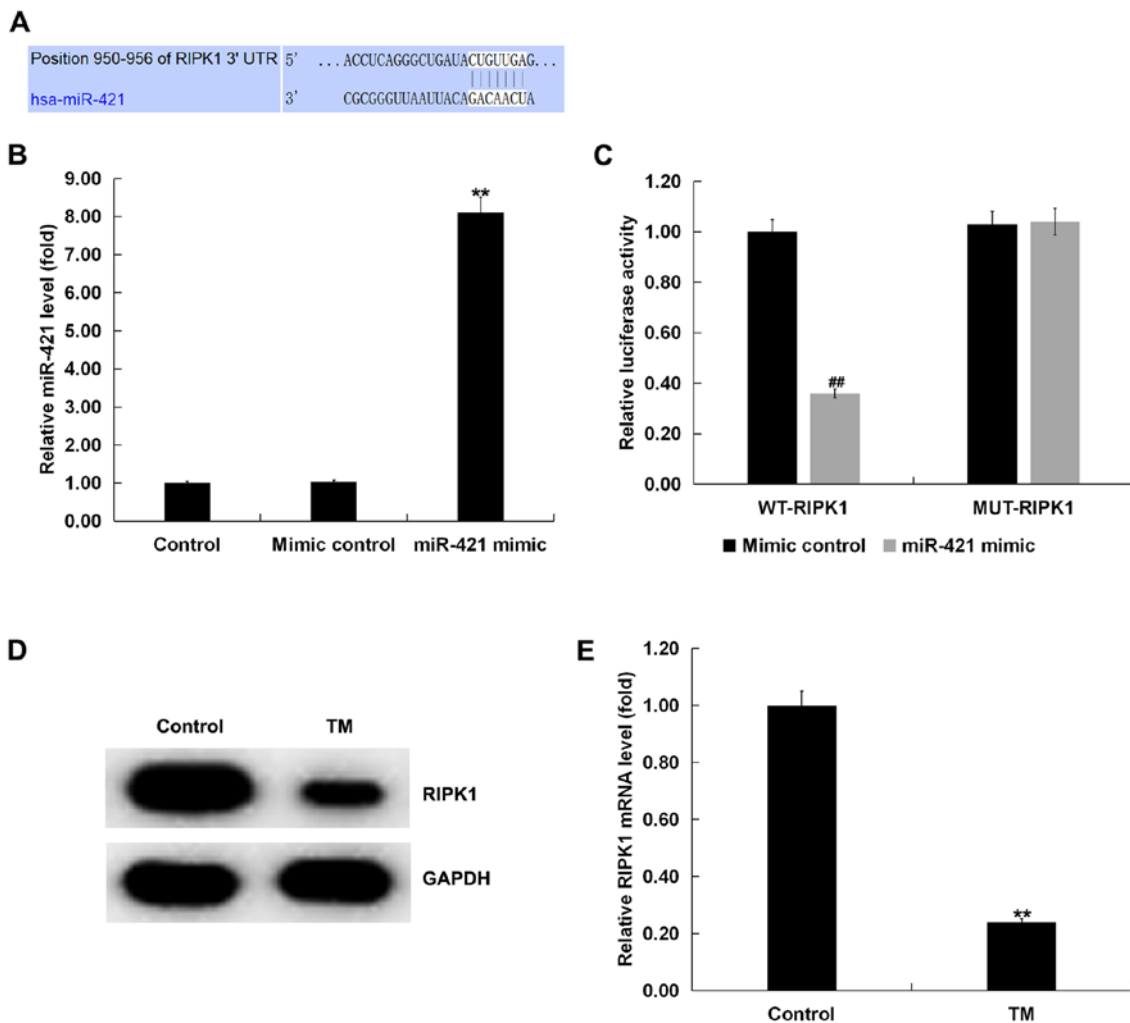 A
Position 950-956 of RIPK1 3' UTR 5' ...ACCUCAGGGCUGAUACUGUUGAG...
hsa-miR-421 3' CGCGGGUUAAUUACAGACAACUA
B
Relative miR-421 level (fold)
9.00
8.00
7.00
6.00
5.00
4.00
3.00
2.00
1.00
0.00
**
Control Mimic control miR-421 mimic
C
Relative luciferase activity
1.20
1.00
0.80
0.60
0.40
0.20
0.00
##
WT-RIPK1 MUT-RIPK1
Mimic control miR-421 mimic
D
Control TM
RIPK1
GAPDH
E
Relative RIPK1 mRNA level (fold)
1.20
1.00
0.80
0.60
0.40
0.20
0.00
**
Control TM